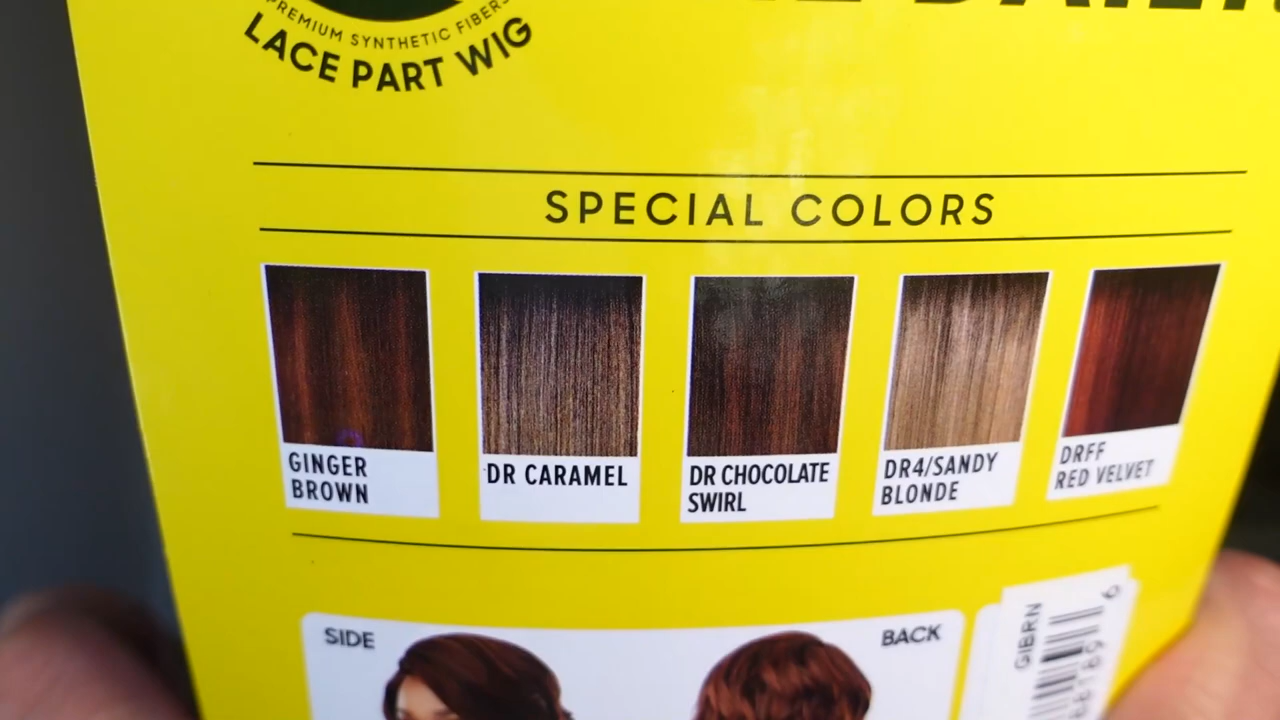 PREMIUM SYNTHETIC FIBERS
LACE PART WIG
SPECIAL COLORS
GINGER
BROWN
DR CARAMEL
DR CHOCOLATE
SWIRL
DR4/SANDY
BLONDE
DRFF
RED VELVET
SIDE
BACK
GIBRN